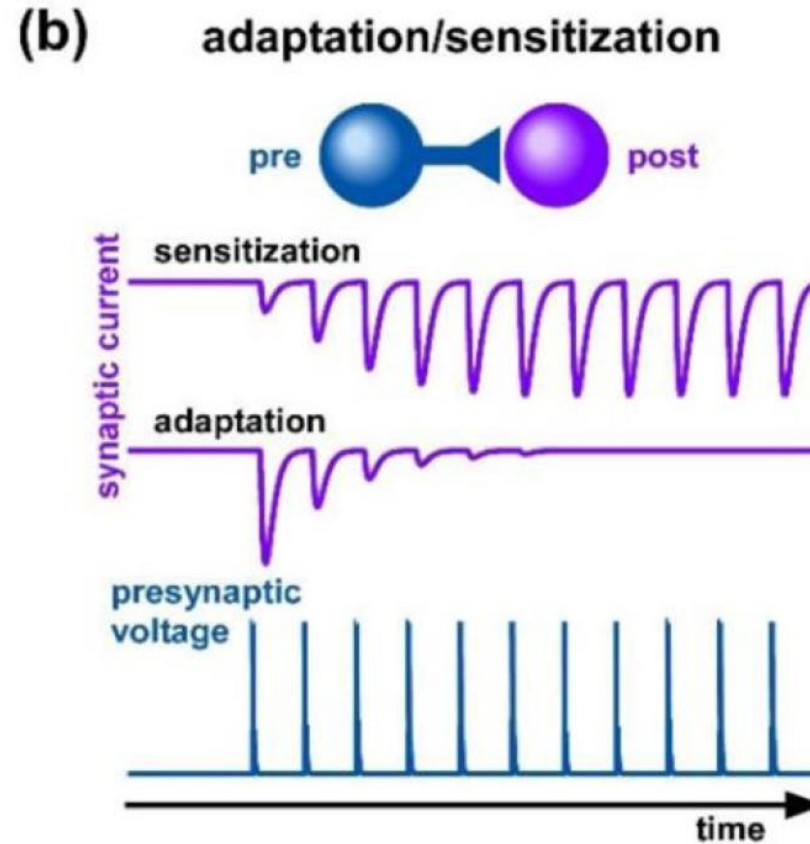 (b) adaptation/sensitization
pre
post
sensitization
synaptic current
adaptation
presynaptic
voltage
time